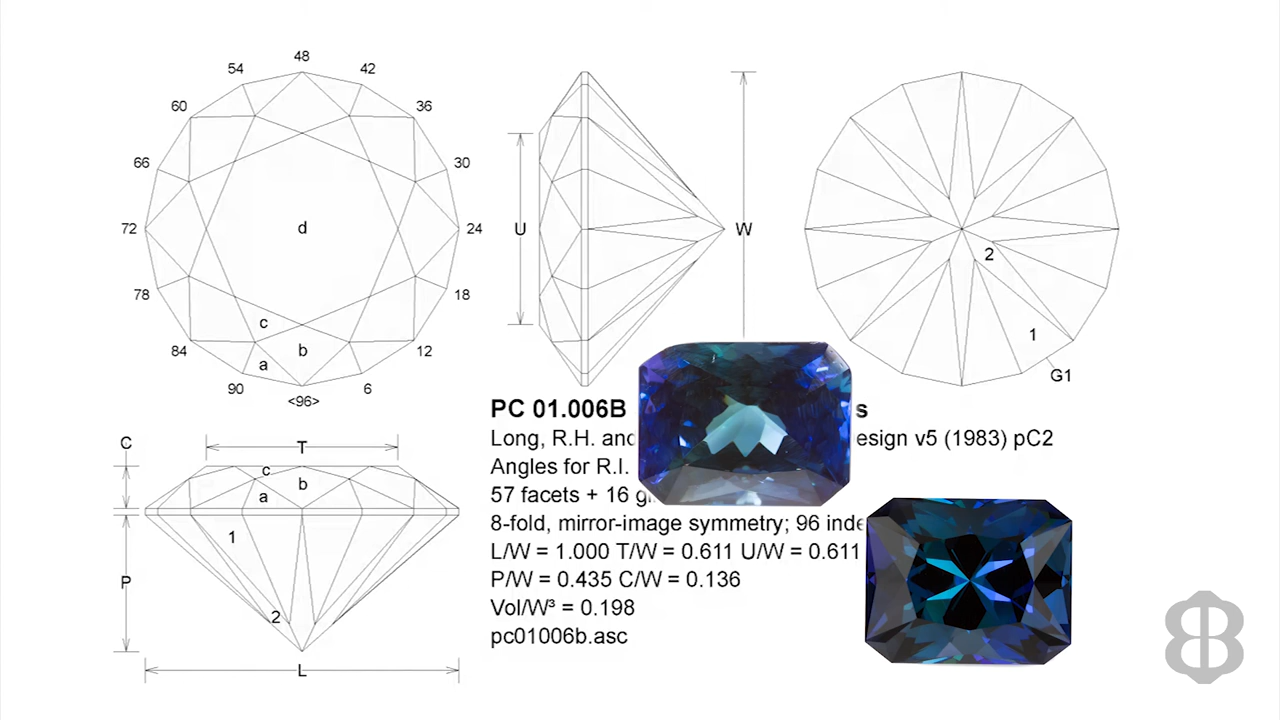 48
54 42
60 36
66 30
72 d 24
78 18
84 c b 12
90 a 6
<96>
U
W
2
1
G1
C T
c
a b
1
P
2
L
PC 01.006B s
Long, R.H. and esign v5 (1983) pC2
Angles for R.I.
57 facets + 16 gi
8-fold, mirror-image symmetry; 96 inde
L/W = 1.000 T/W = 0.611 U/W = 0.611
P/W = 0.435 C/W = 0.136
Vol/W³ = 0.198
pc01006b.asc